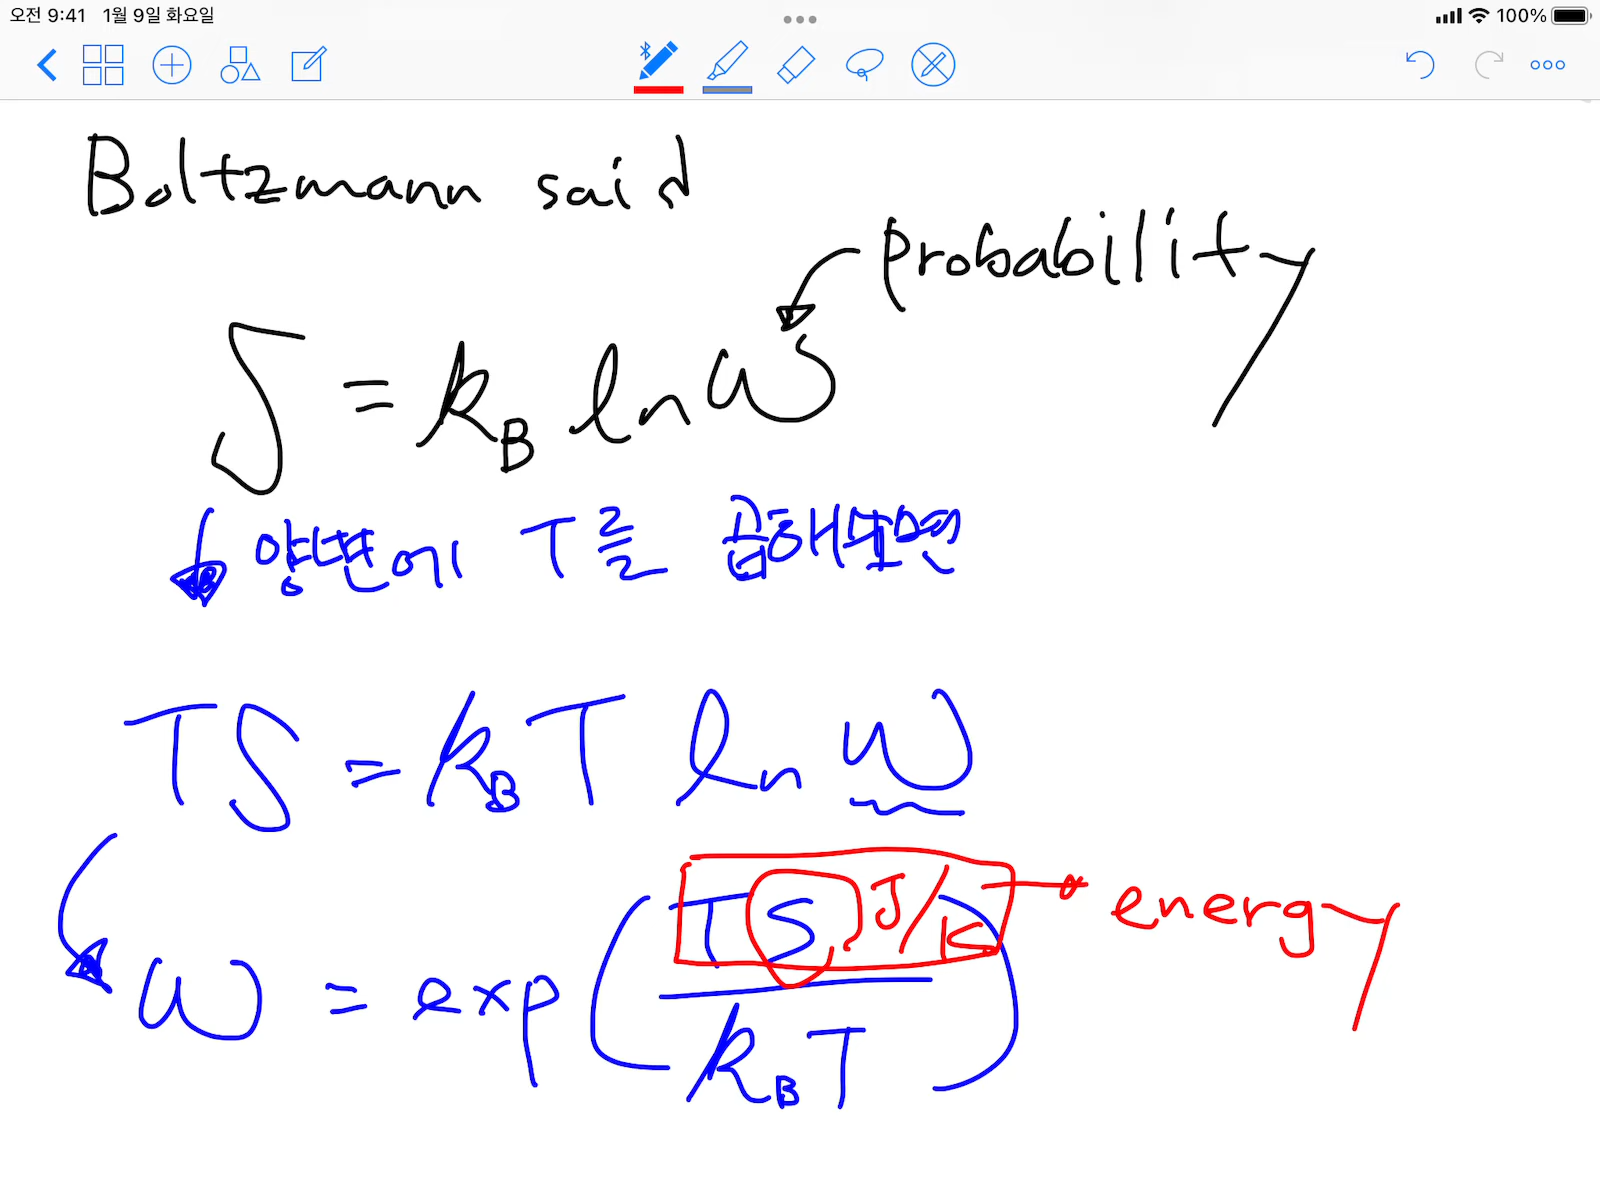 오전 9:41 1월 9일 화요일
100%
Boltzmann said
probability
S = k_B ln ω
양변에 T를 곱해보면
TS = k_B T ln ω
TS J/K
energy
ω = exp( TS / k_B T )